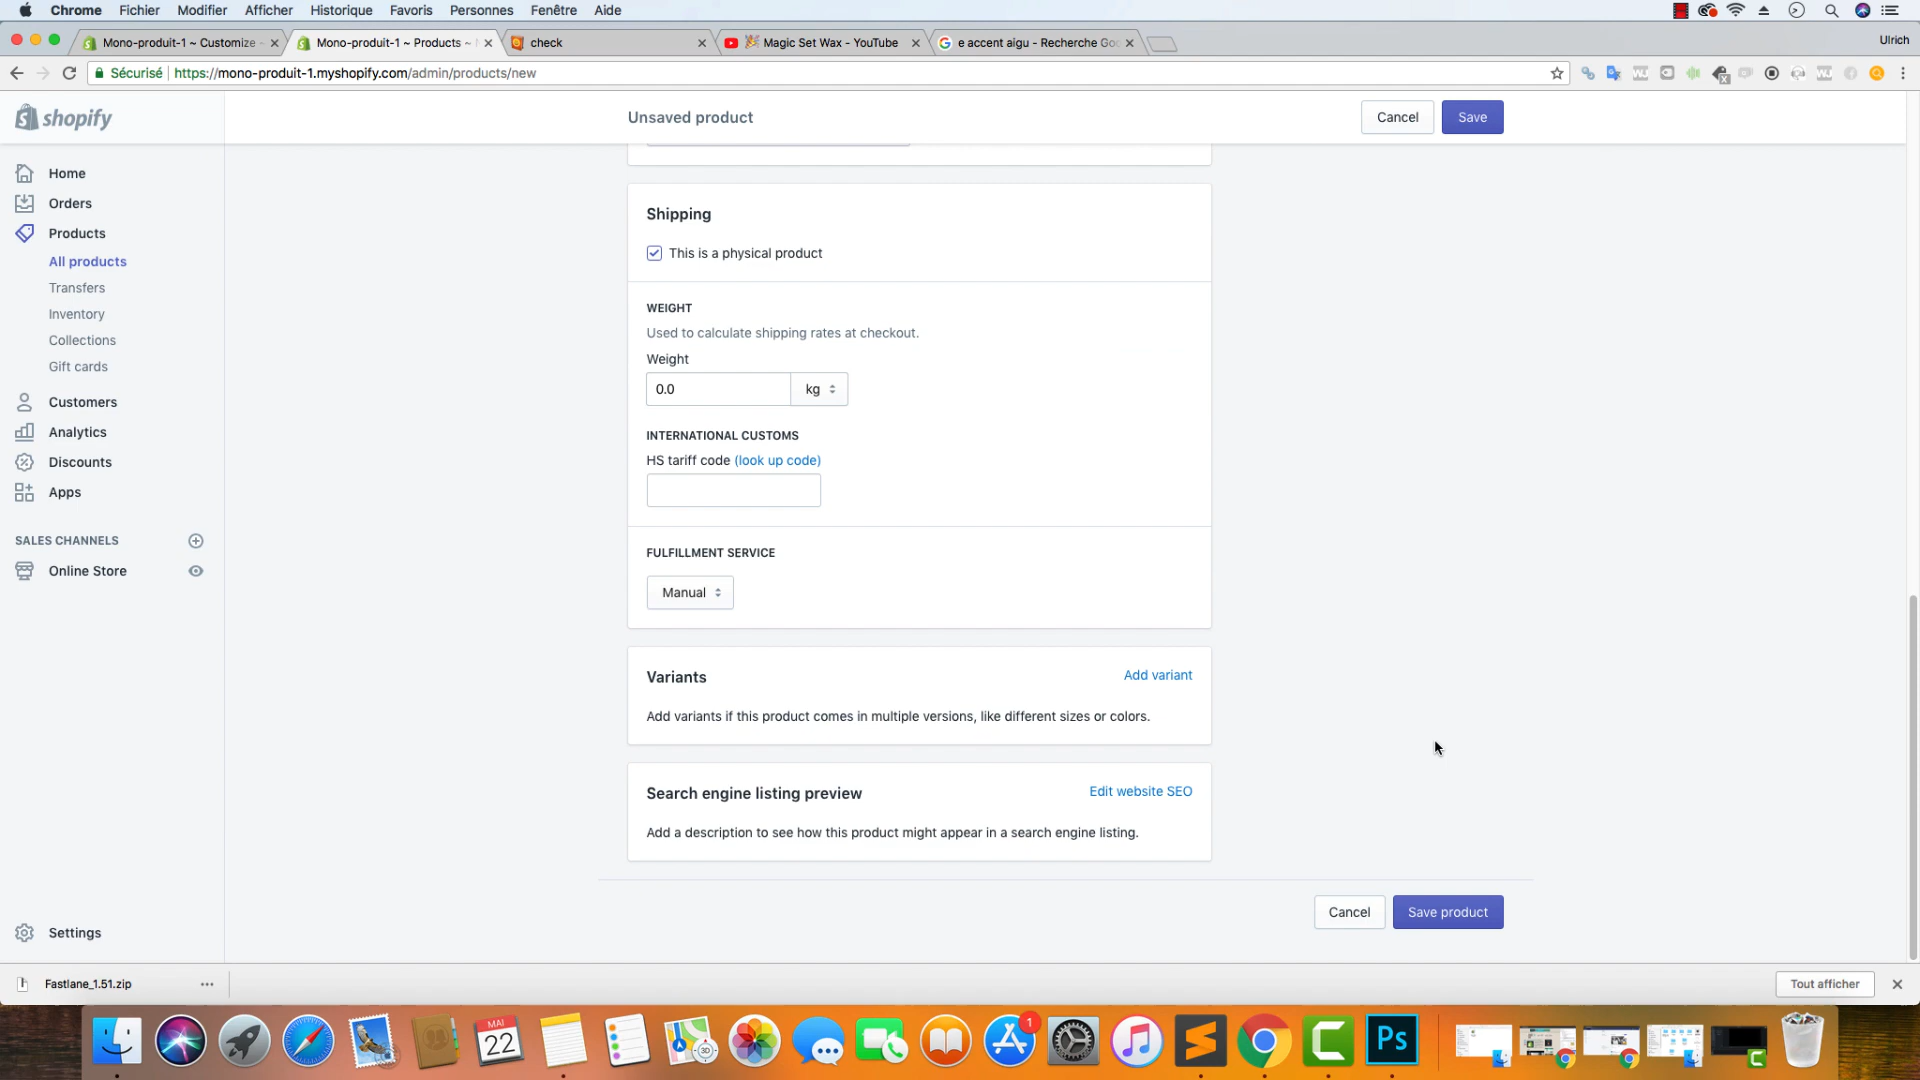 Chrome Fichier Modifier Afficher Historique Favoris Personnes Fenêtre Aide
Mono-produit-1 ~ Customize ~
Mono-produit-1 ~ Products ~
check
Magic Set Wax - YouTube
e accent aigu - Recherche Go
Ulrich
Sécurisé https://mono-produit-1.myshopify.com/admin/products/new
shopify
Unsaved product
Cancel
Save
Home
Orders
Products
All products
Transfers
Inventory
Collections
Gift cards
Customers
Analytics
Discounts
Apps
SALES CHANNELS
Online Store
Settings
Shipping
This is a physical product
WEIGHT
Used to calculate shipping rates at checkout.
Weight
0.0 kg
INTERNATIONAL CUSTOMS
HS tariff code (look up code)
FULFILLMENT SERVICE
Manual
Variants
Add variant
Add variants if this product comes in multiple versions, like different sizes or colors.
Search engine listing preview
Edit website SEO
Add a description to see how this product might appear in a search engine listing.
Cancel
Save product
Fastlane_1.51.zip
Tout afficher
MAI
22
3D
1
Ps